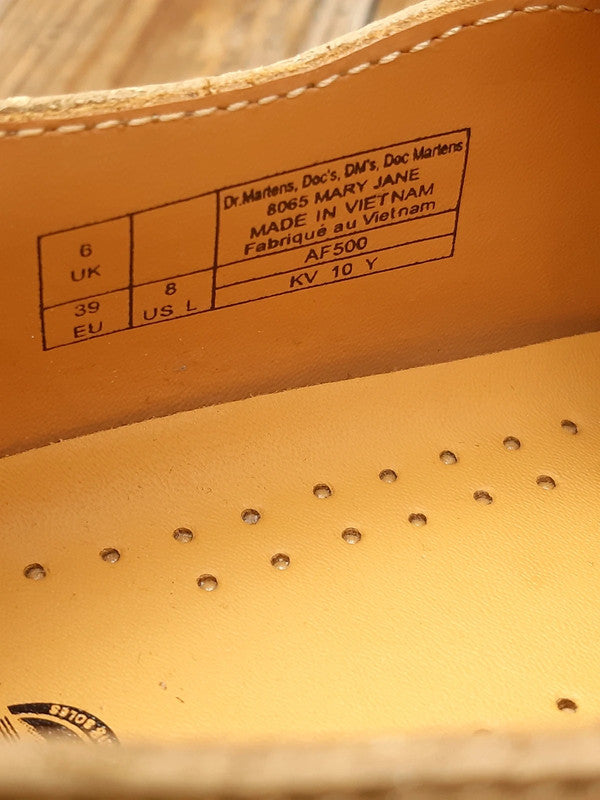 6
UK
39
EU
8
US L
Dr.Martens, Doc's, DM's, Doc Martens
8065 MARY JANE
MADE IN VIETNAM
Fabriqué au Vietnam
AF500
KV 10 Y
SOLES